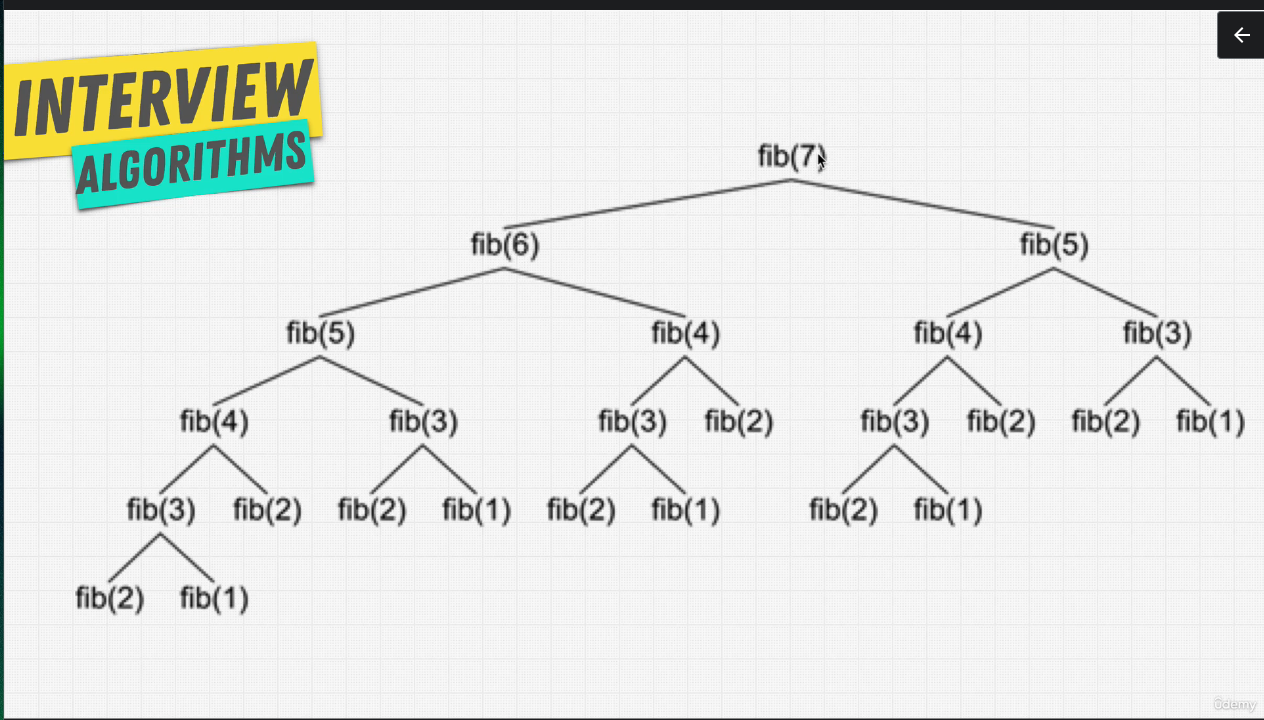 INTERVIEW
ALGORITHMS
fib(7)
fib(6) fib(5)
fib(5) fib(4) fib(4) fib(3)
fib(4) fib(3) fib(3) fib(2) fib(3) fib(2) fib(2) fib(1)
fib(3) fib(2) fib(2) fib(1) fib(2) fib(1) fib(2) fib(1)
fib(2) fib(1)
ûdemy